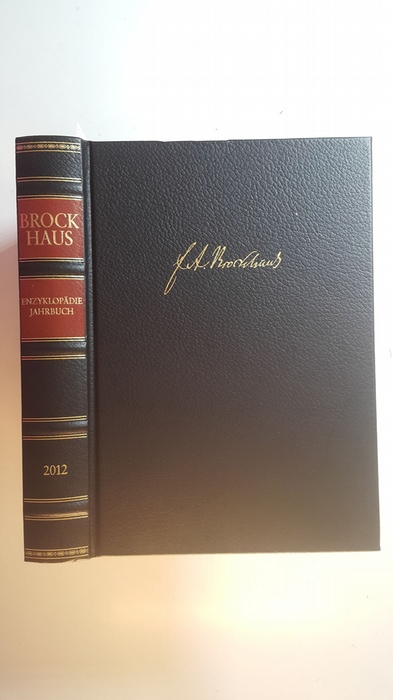 BROCK
HAUS
ENZYKLOPÄDIE
JAHRBUCH
2012
F. A. Brockhaus